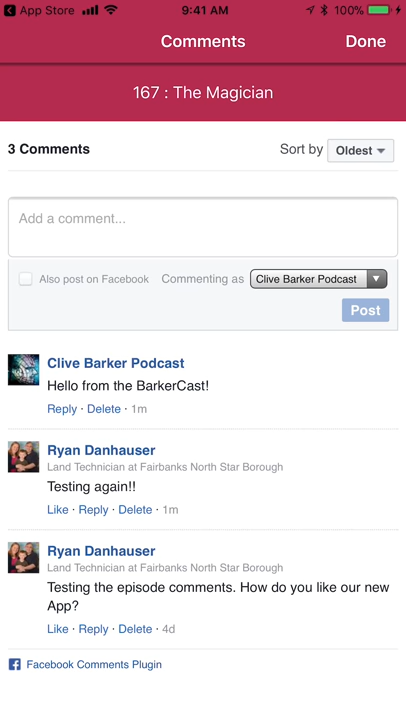 App Store 9:41 AM 100%
Comments Done
167 : The Magician
3 Comments Sort by Oldest
Add a comment...
Also post on Facebook Commenting as Clive Barker Podcast
Post
Clive Barker Podcast
Hello from the BarkerCast!
Reply · Delete · 1m
Ryan Danhauser
Land Technician at Fairbanks North Star Borough
Testing again!!
Like · Reply · Delete · 1m
Ryan Danhauser
Land Technician at Fairbanks North Star Borough
Testing the episode comments. How do you like our new
App?
Like · Reply · Delete · 4d
Facebook Comments Plugin